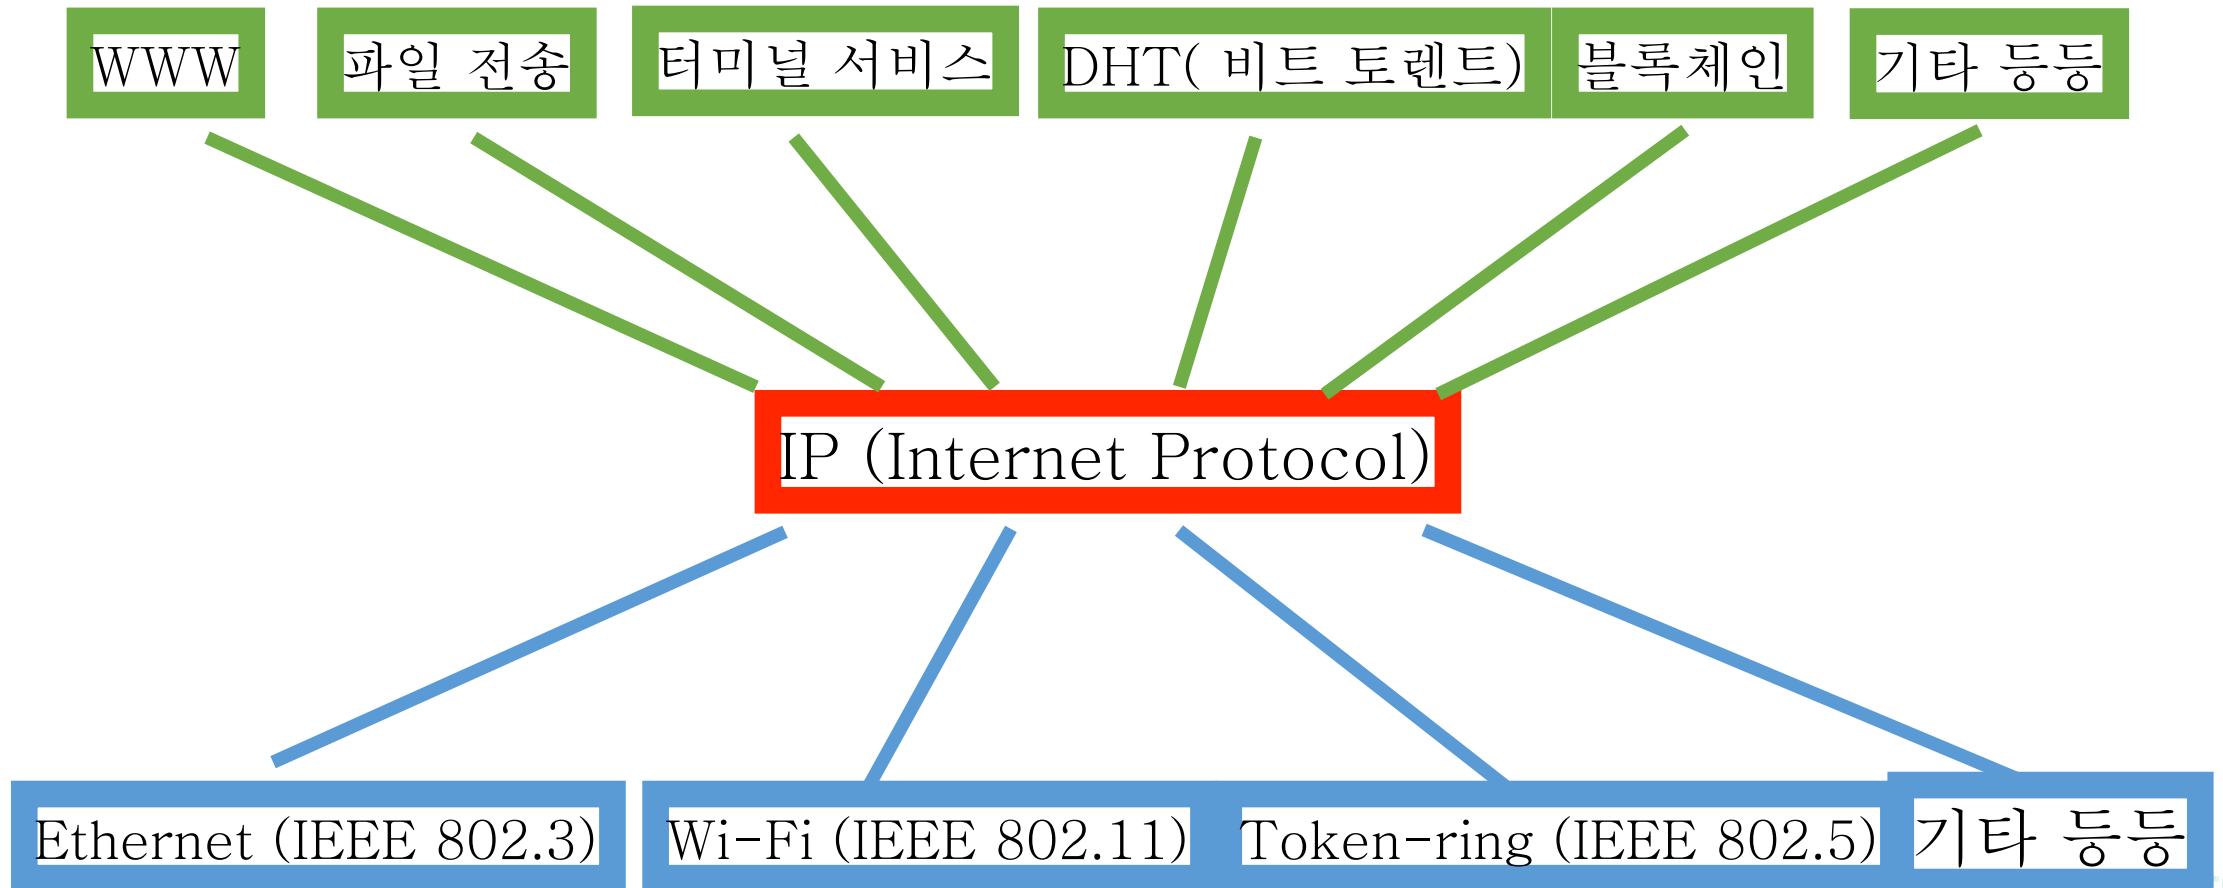 WWW
파일 전송
터미널 서비스
DHT( 비트 토렌트)
블록체인
기타 등등
IP (Internet Protocol)
Ethernet (IEEE 802.3)
Wi-Fi (IEEE 802.11)
Token-ring (IEEE 802.5)
기타 등등